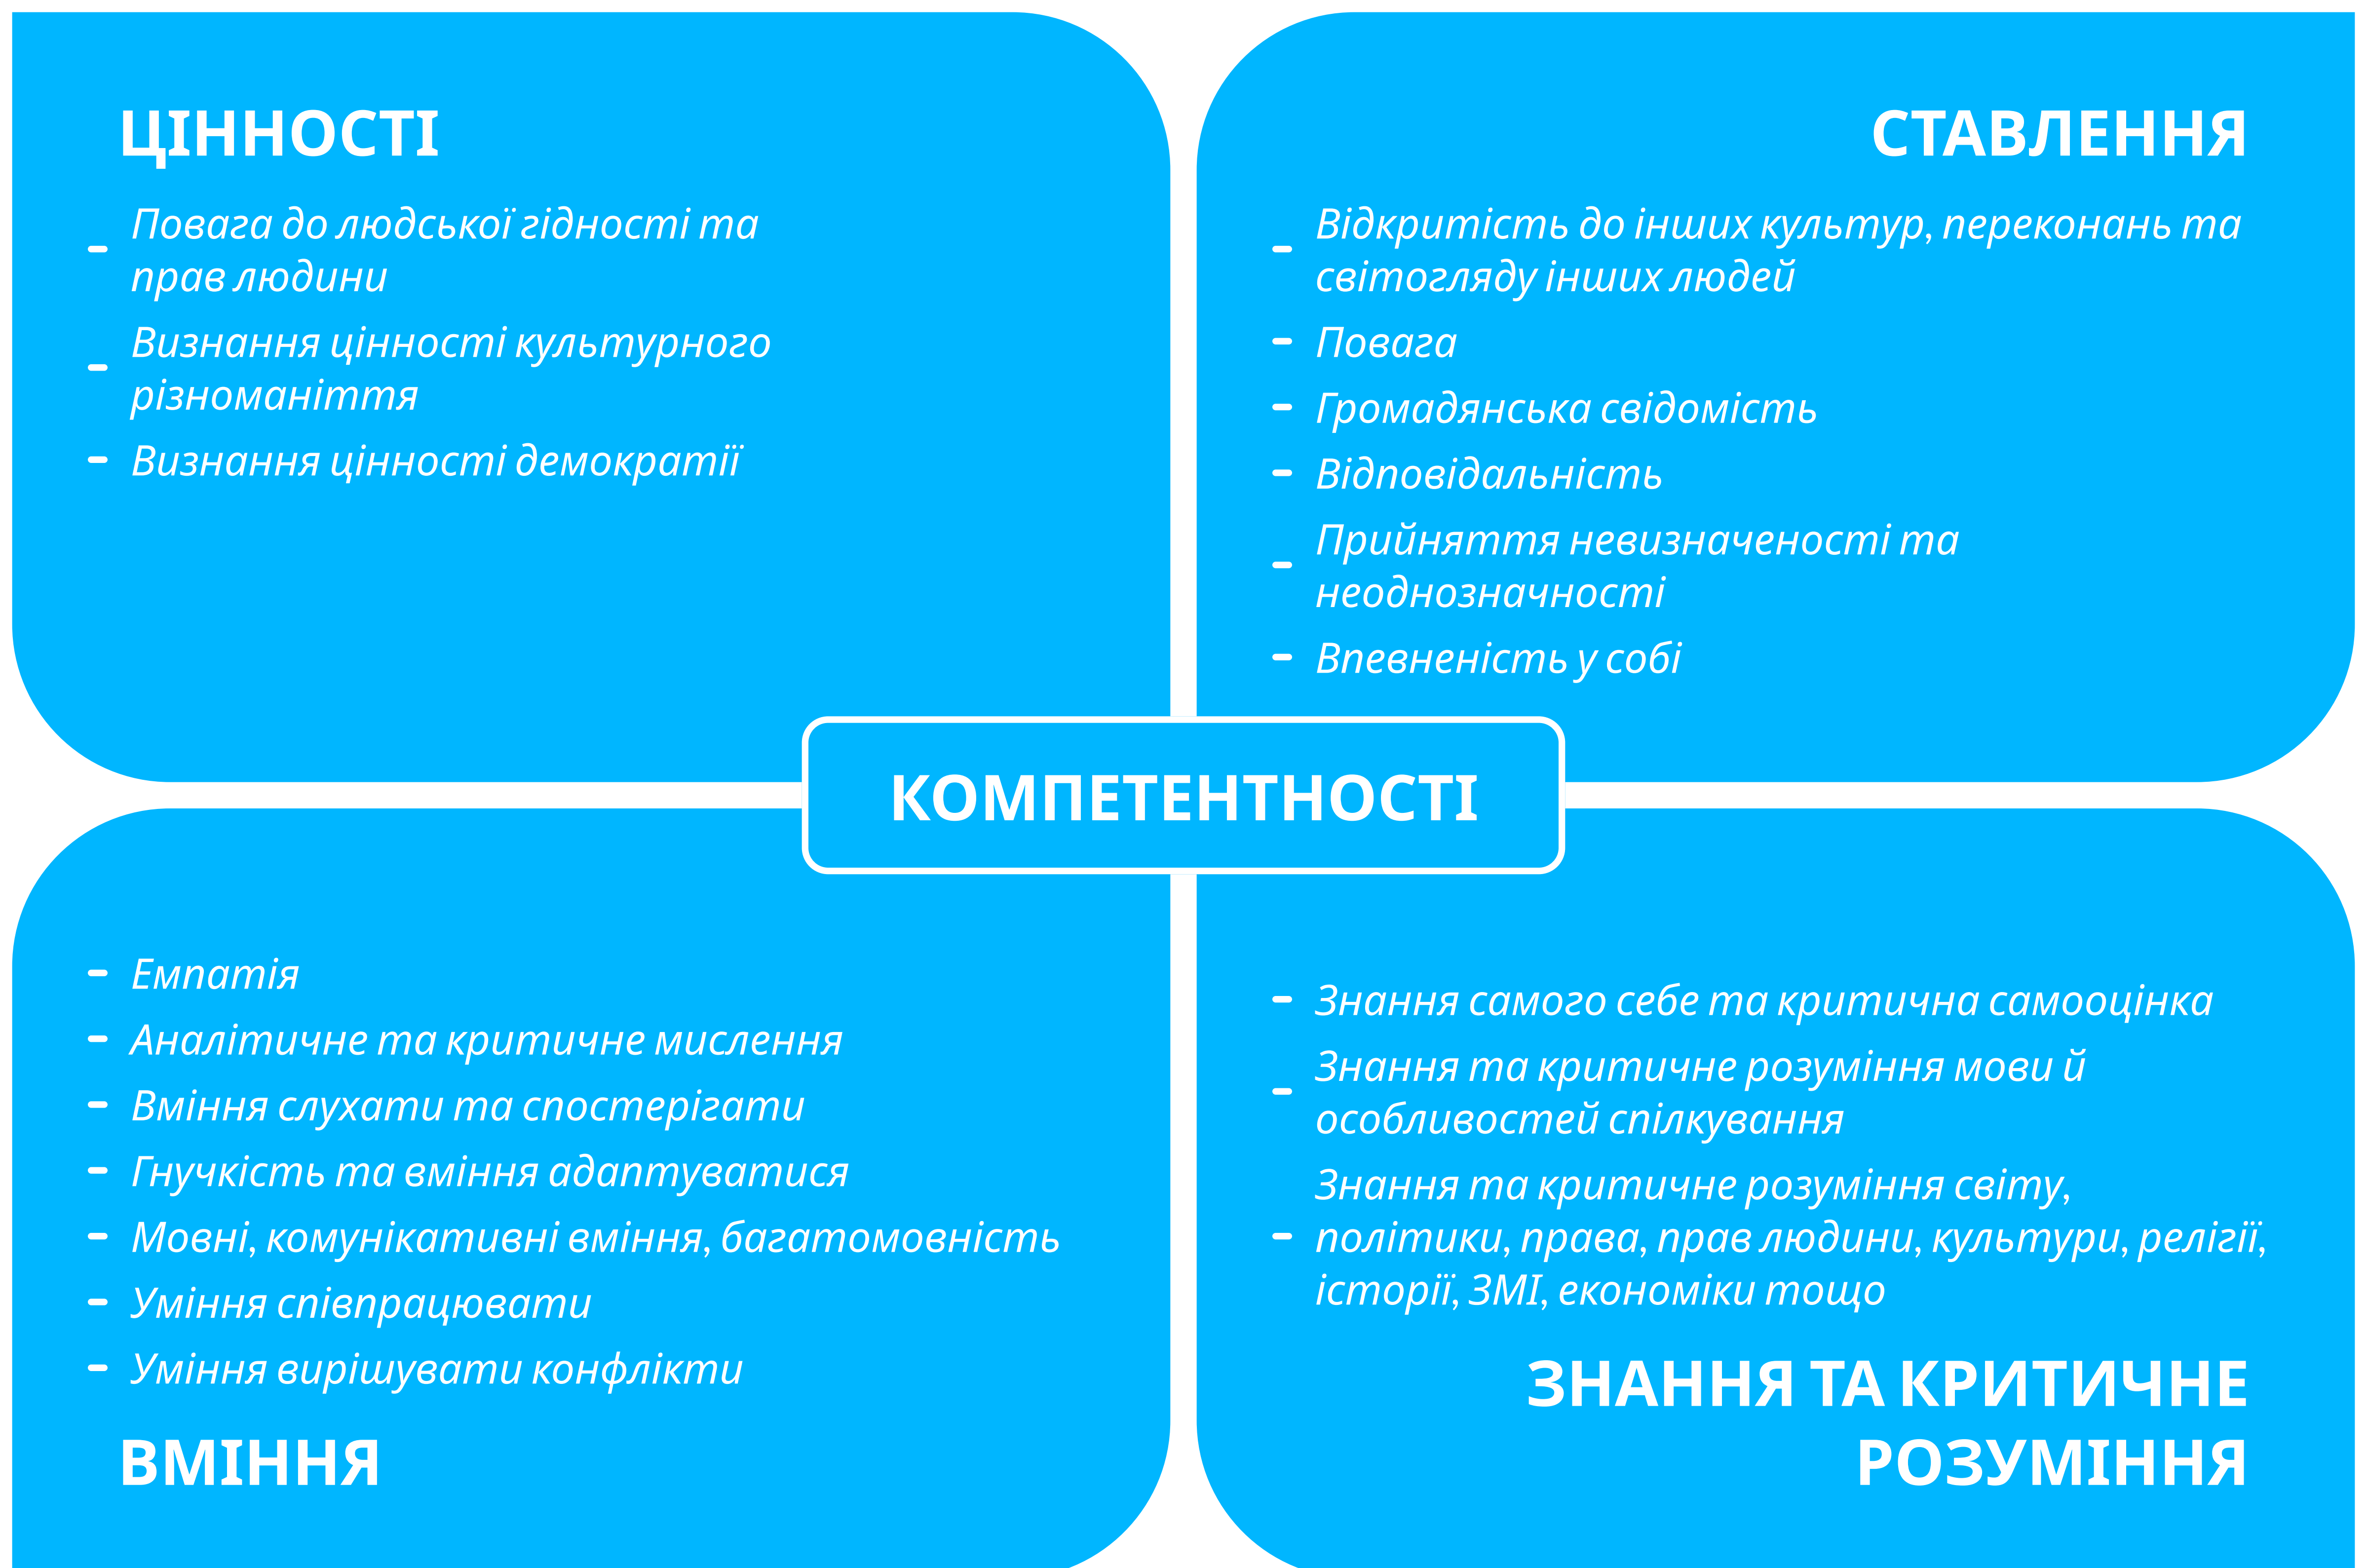 ЦІННОСТІ
– Повага до людської гідності та
прав людини
– Визнання цінності культурного
різноманіття
– Визнання цінності демократії
СТАВЛЕННЯ
– Відкритість до інших культур, переконань та
світогляду інших людей
– Повага
– Громадянська свідомість
– Відповідальність
– Прийняття невизначеності та
неоднозначності
– Впевненість у собі
КОМПЕТЕНТНОСТІ
– Емпатія
– Аналітичне та критичне мислення
– Вміння слухати та спостерігати
– Гнучкість та вміння адаптуватися
– Мовні, комунікативні вміння, багатомовність
– Уміння співпрацювати
– Уміння вирішувати конфлікти
ВМІННЯ
– Знання самого себе та критична самооцінка
– Знання та критичне розуміння мови й
особливостей спілкування
– Знання та критичне розуміння світу,
політики, права, прав людини, культури, релігії,
історії, ЗМІ, економіки тощо
ЗНАННЯ ТА КРИТИЧНЕ
РОЗУМІННЯ